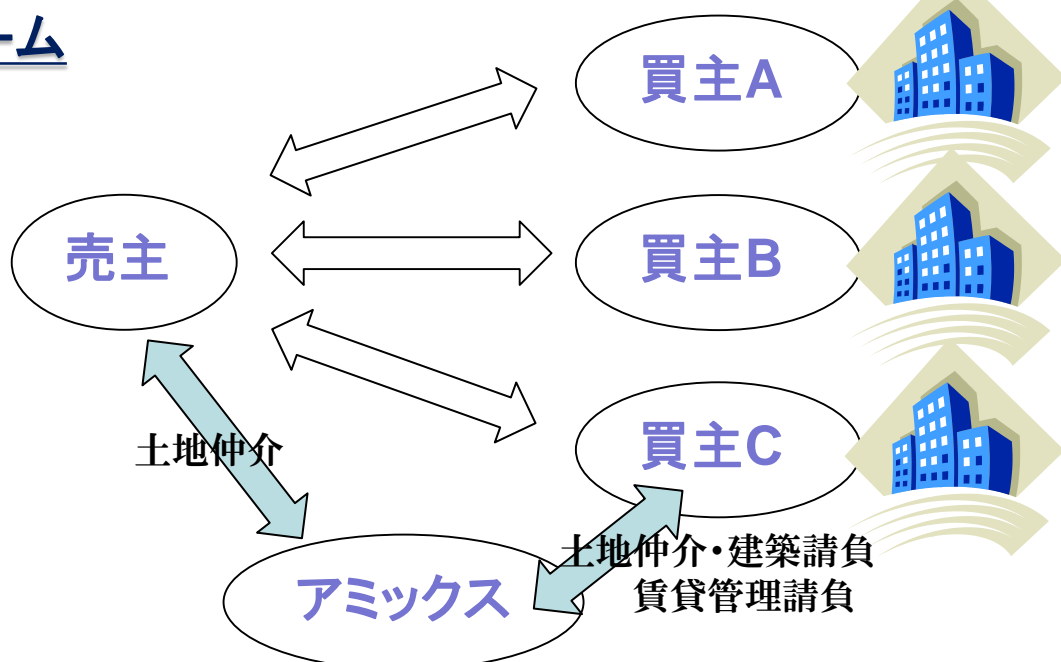 ーム
買主A
売主
買主B
買主C
土地仲介
土地仲介・建築請負
賃貸管理請負
アミックス